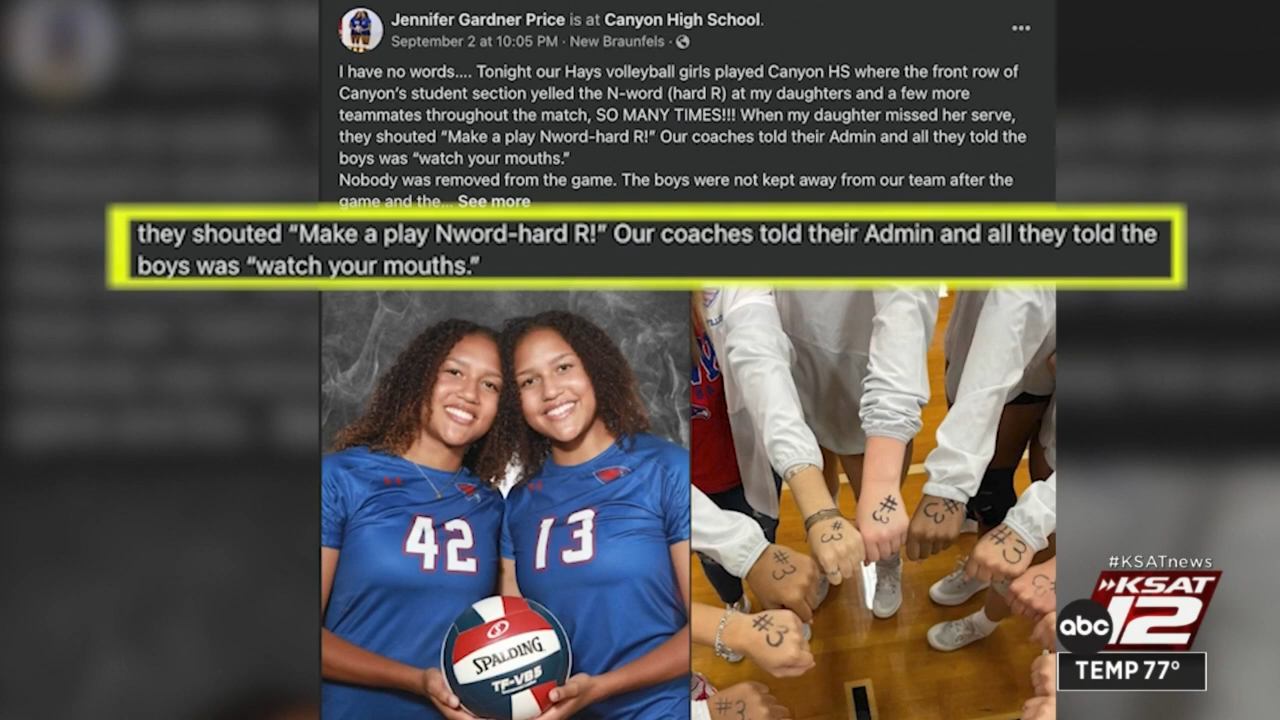 Jennifer Gardner Price is at Canyon High School.
September 2 at 10:05 PM · New Braunfels ·
I have no words.... Tonight our Hays volleyball girls played Canyon HS where the front row of
Canyon's student section yelled the N-word (hard R) at my daughters and a few more
teammates throughout the match, SO MANY TIMES!!! When my daughter missed her serve,
they shouted “Make a play Nword-hard R!” Our coaches told their Admin and all they told the
boys was “watch your mouths.”
Nobody was removed from the game. The boys were not kept away from our team after the
game and the... See more
they shouted “Make a play Nword-hard R!” Our coaches told their Admin and all they told the
boys was “watch your mouths.”
42
13
SPALDING
TF-VB5
#3
#3
#3
#3
#3
#3
#3
#KSATnews
KSAT
abc 12
TEMP 77°